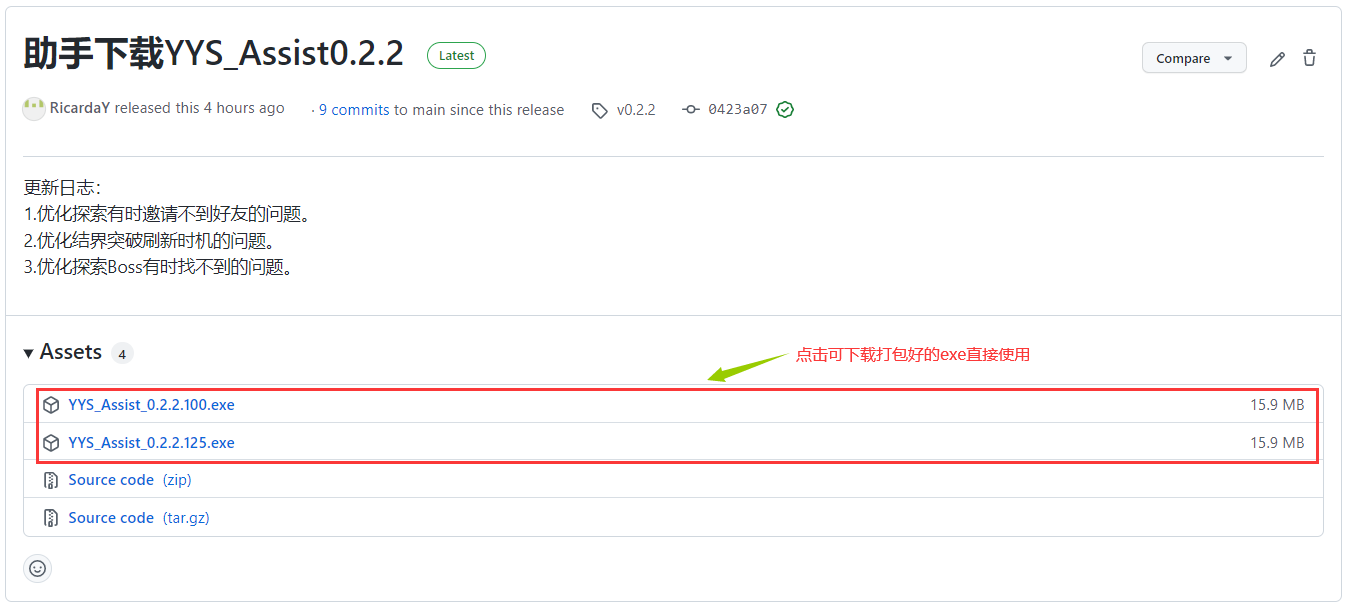 助手下载YYS_Assist0.2.2 Latest Compare
RicardaY released this 4 hours ago · 9 commits to main since this release v0.2.2 0423a07
更新日志：
1.优化探索有时邀请不到好友的问题。
2.优化结界突破刷新时机的问题。
3.优化探索Boss有时找不到的问题。
Assets 4
点击可下载打包好的exe直接使用
YYS_Assist_0.2.2.100.exe 15.9 MB
YYS_Assist_0.2.2.125.exe 15.9 MB
Source code (zip)
Source code (tar.gz)